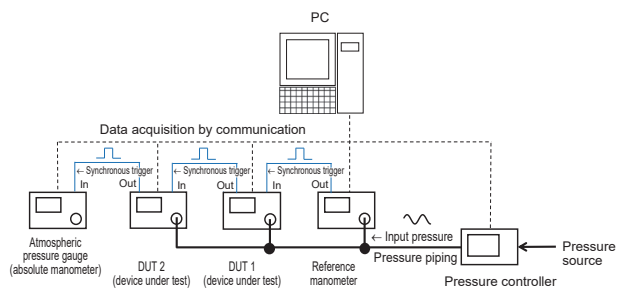 PC
Data acquisition by communication
← Synchronous trigger
← Synchronous trigger
← Synchronous trigger
In
Out
In
Out
In
Out
← Input pressure
Pressure piping
Pressure
source
Atmospheric
pressure gauge
(absolute manometer)
DUT 2
(device under test)
DUT 1
(device under test)
Reference
manometer
Pressure controller